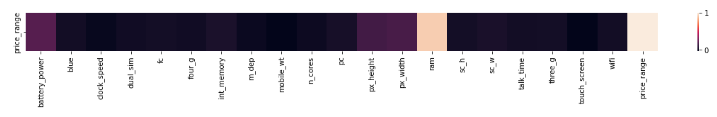 price_range
1
0
battery_power
blue
clock_speed
dual_sim
fc
four_g
int_memory
m_dep
mobile_wt
n_cores
pc
px_height
px_width
ram
sc_h
sc_w
talk_time
three_g
touch_screen
wifi
price_range